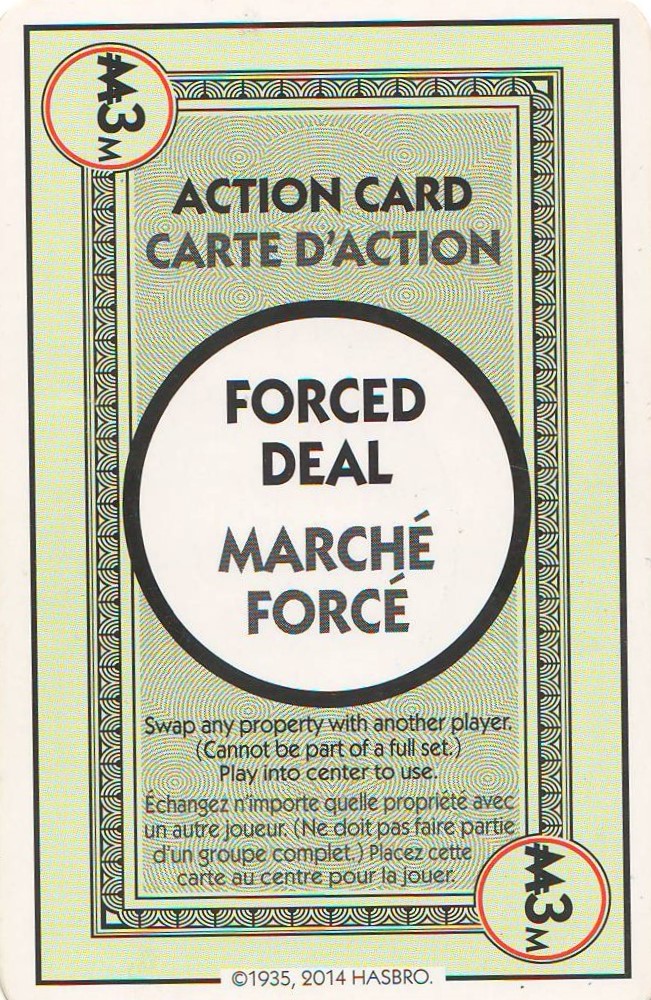 ₩3M
ACTION CARD
CARTE D'ACTION
FORCED
DEAL
MARCHÉ
FORCÉ
Swap any property with another player.
(Cannot be part of a full set.)
Play into center to use.
Échangez n'importe quelle propriété avec
un autre joueur. (Ne doit pas faire partie
d'un groupe complet.) Placez cette
carte au centre pour la jouer.
₩3M
©1935, 2014 HASBRO.